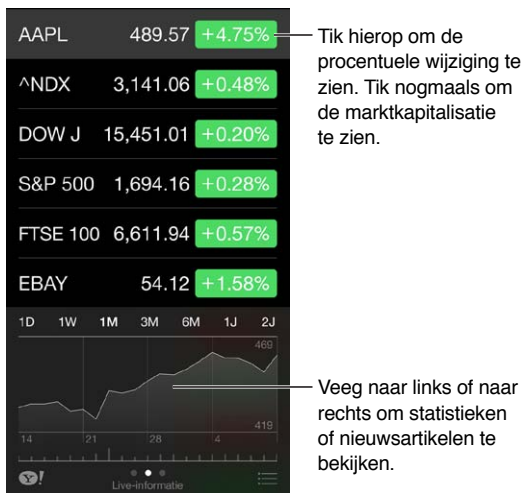 AAPL 489.57 +4.75%
^NDX 3,141.06 +0.48%
DOW J 15,451.01 +0.20%
S&P 500 1,694.16 +0.28%
FTSE 100 6,611.94 +0.57%
EBAY 54.12 +1.58%
1D 1W 1M 3M 6M 1J 2J
469
419
14 21 28 4
Y!
Live-informatie
Tik hierop om de
procentuele wijziging te
zien. Tik nogmaals om
de marktkapitalisatie
te zien.
Veeg naar links of naar
rechts om statistieken
of nieuwsartikelen te
bekijken.